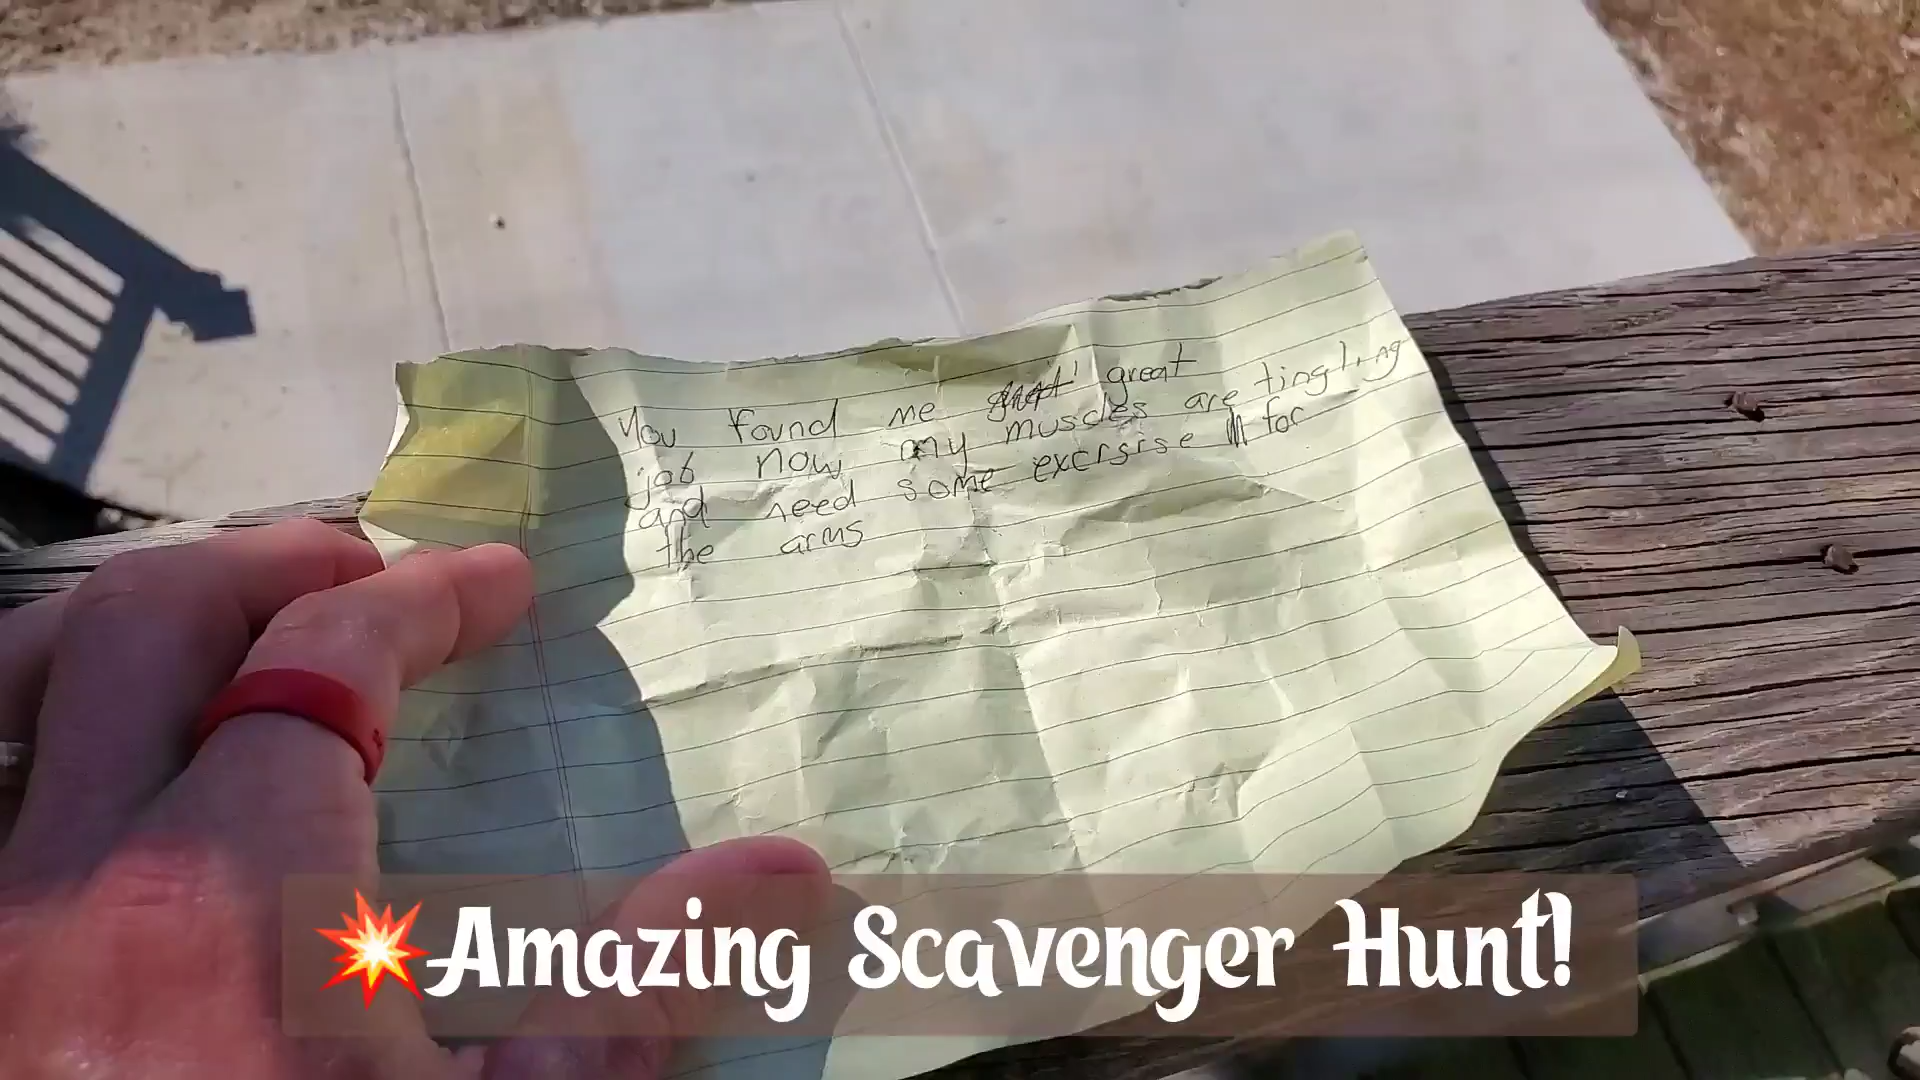 You found me great
job now my muscles are tingling
and need some excrsise for
the arms
💥Amazing Scavenger Hunt!